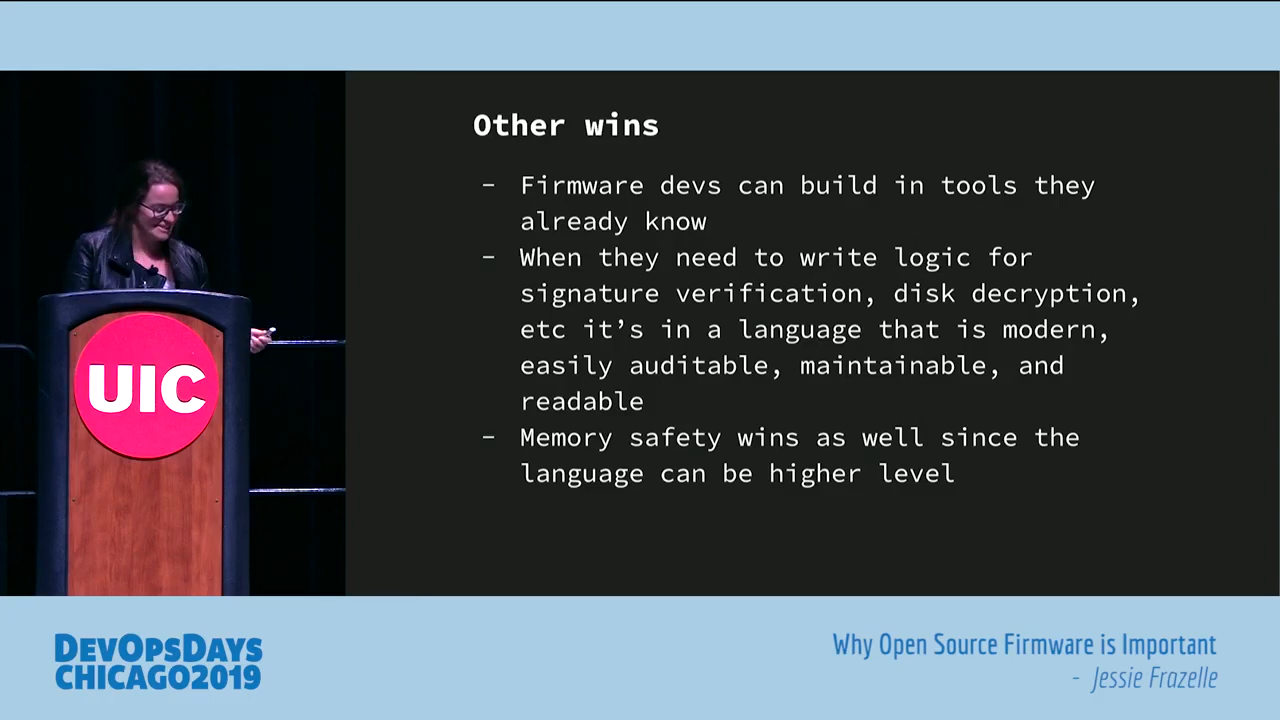 Other wins
- Firmware devs can build in tools they
already know
- When they need to write logic for
signature verification, disk decryption,
etc it’s in a language that is modern,
easily auditable, maintainable, and
readable
- Memory safety wins as well since the
language can be higher level
UIC
DEVOPSDAYS
CHICAGO2019
Why Open Source Firmware is Important
- Jessie Frazelle